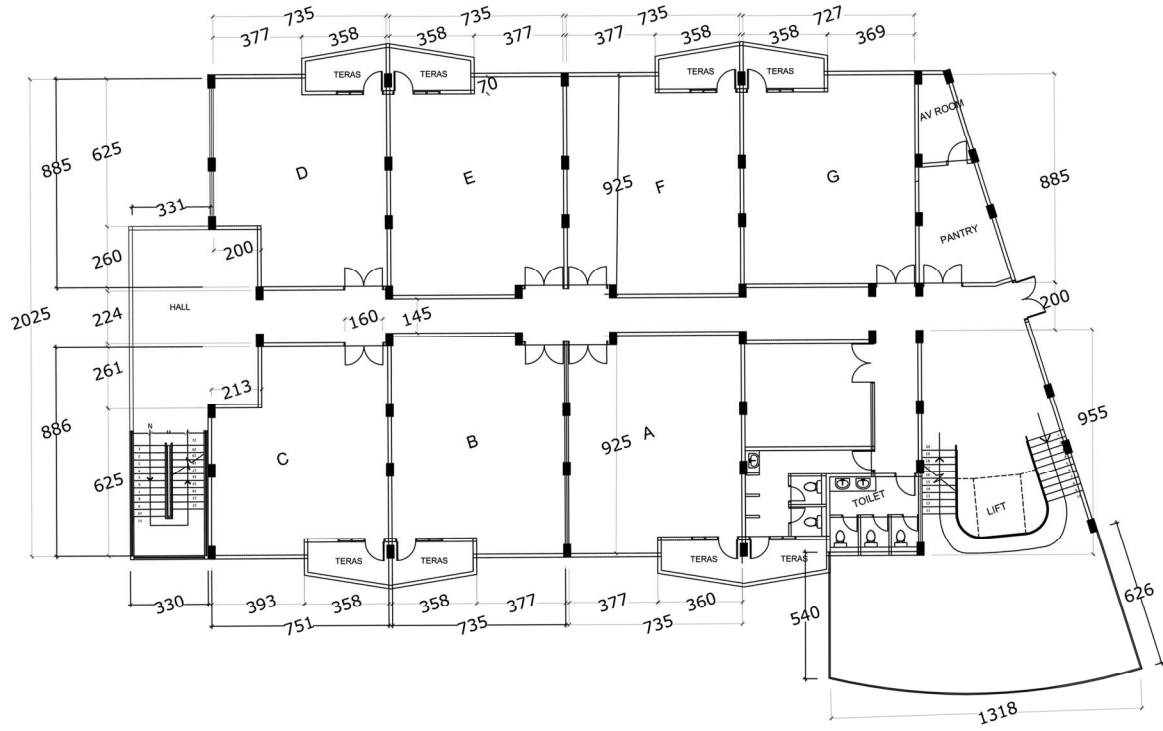 735
735
735
727
377
358
358
377
377
358
358
369
TERAS
TERAS
TERAS
TERAS
70
AV ROOM
885
625
D
E
925
F
G
885
331
200
PANTRY
260
HALL
224
2025
160
145
200
261
213
886
C
B
925
A
955
625
N
TOILET
LIFT
TERAS
TERAS
TERAS
TERAS
330
393
358
358
377
377
360
540
626
751
735
735
1318